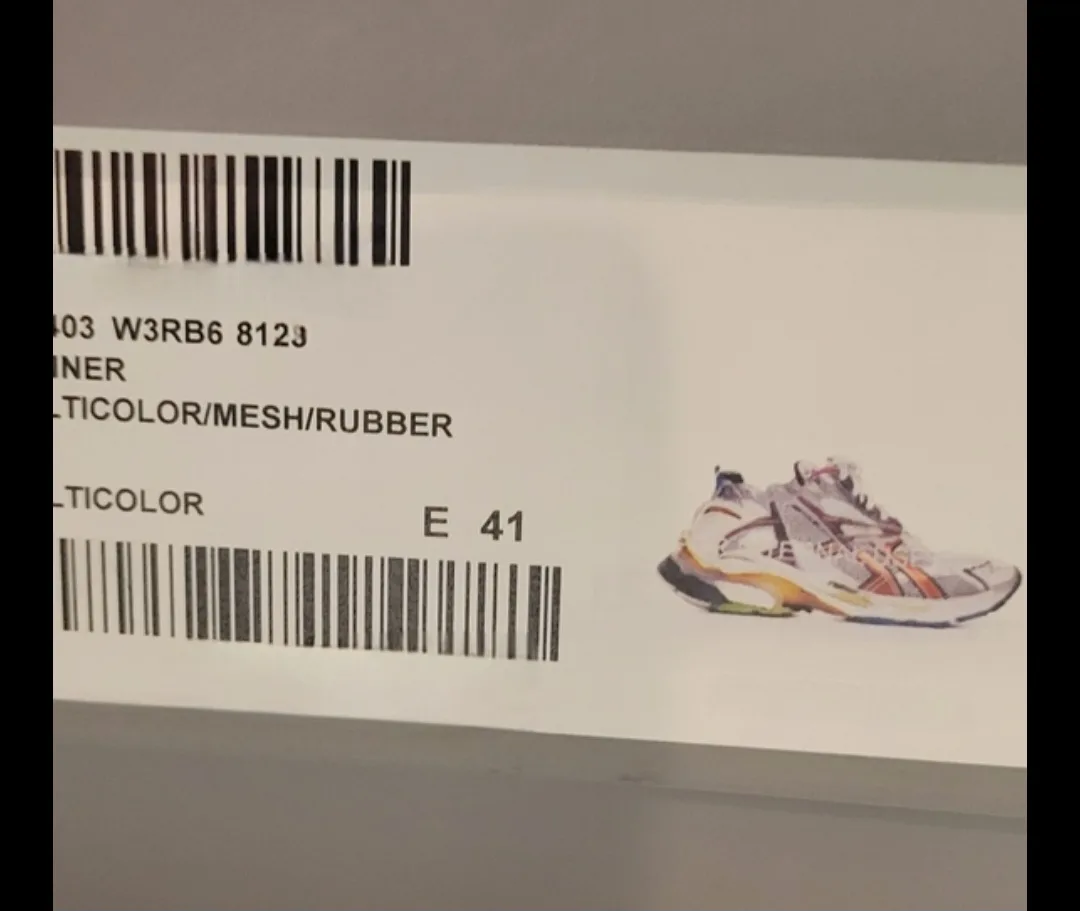 403 W3RB6 8123
INER
LTICOLOR/MESH/RUBBER
LTICOLOR
E 41